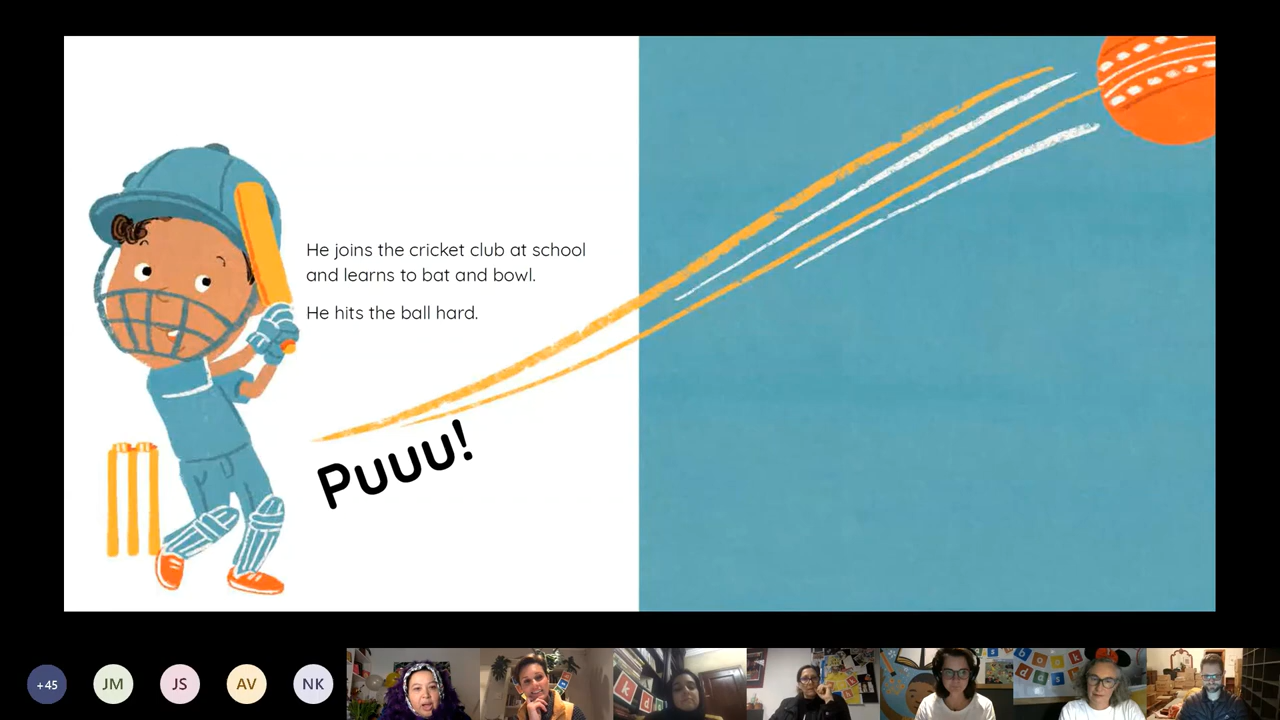 He joins the cricket club at school
and learns to bat and bowl.
He hits the ball hard.
Puuu!
+45
JM
JS
AV
NK